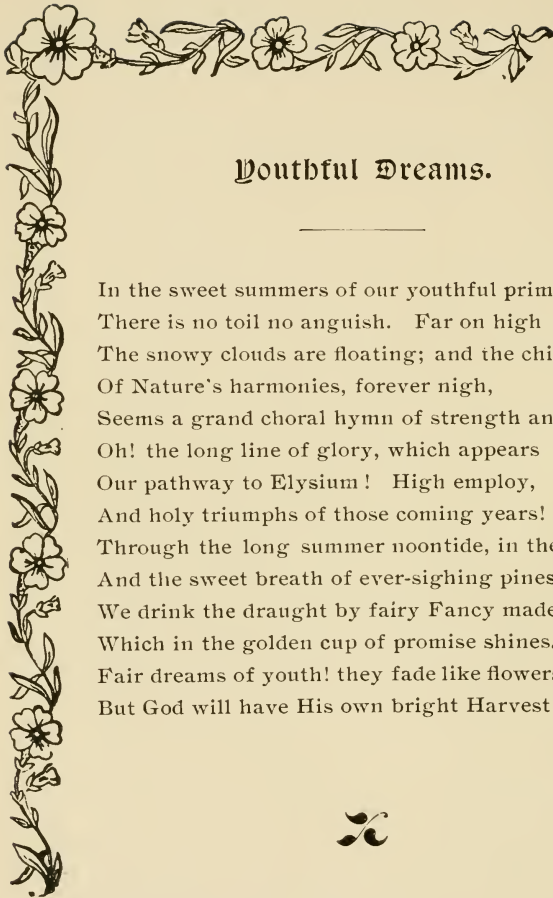 Youthful Dreams.
In the sweet summers of our youthful prim
There is no toil no anguish. Far on high
The snowy clouds are floating; and the chi
Of Nature's harmonies, forever nigh,
Seems a grand choral hymn of strength an
Oh! the long line of glory, which appears
Our pathway to Elysium! High employ,
And holy triumphs of those coming years!
Through the long summer noontide, in the
And the sweet breath of ever-sighing pines
We drink the draught by fairy Fancy made
Which in the golden cup of promise shines.
Fair dreams of youth! they fade like flowers
But God will have His own bright Harvest